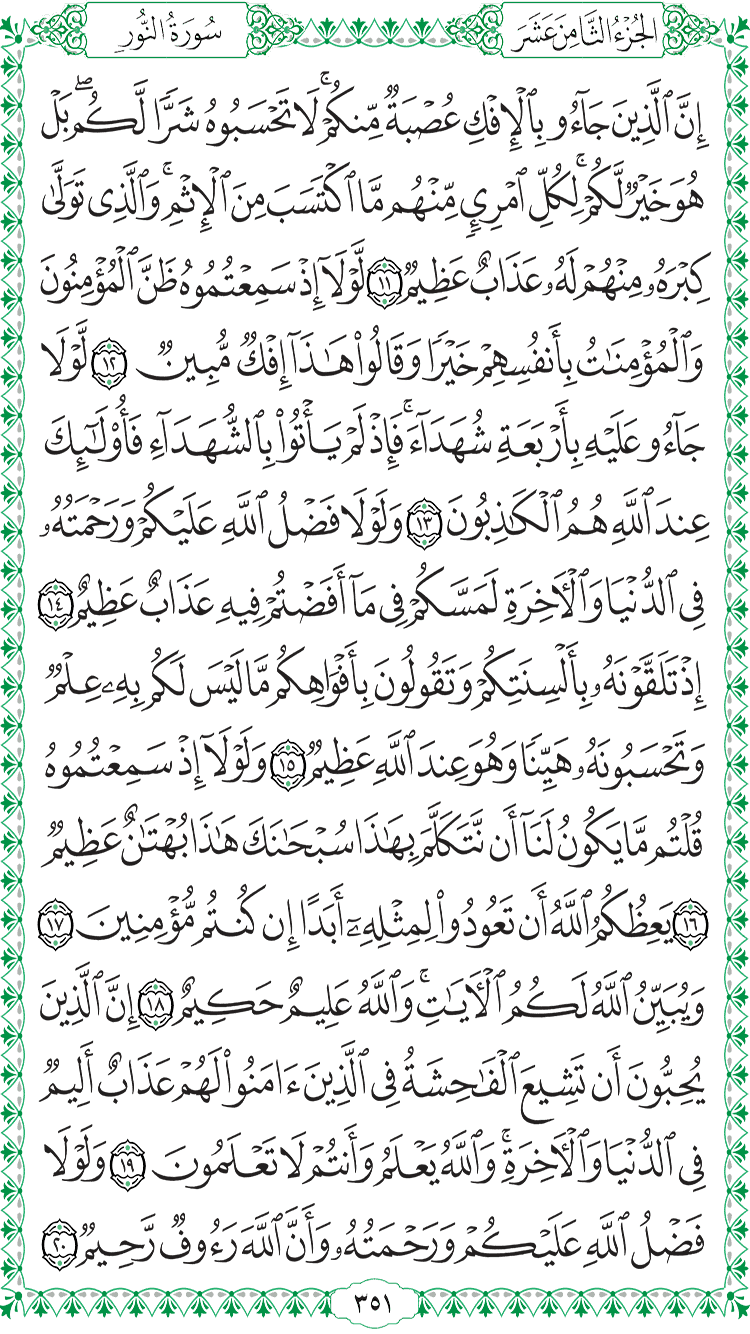 الجُزْءُ الثَّامِنَ عَشَرَ
سُورَةُ النُّورِ
إِنَّ ٱلَّذِينَ جَآءُو بِٱلْإِفْكِ عُصْبَةٌ مِّنكُمْ ۚ لَا تَحْسَبُوهُ شَرًّا لَّكُم ۖ بَلْ
هُوَ خَيْرٌ لَّكُمْ ۚ لِكُلِّ ٱمْرِئٍ مِّنْهُم مَّا ٱكْتَسَبَ مِنَ ٱلْإِثْمِ ۚ وَٱلَّذِى تَوَلَّىٰ
كِبْرَهُۥ مِنْهُمْ لَهُۥ عَذَابٌ عَظِيمٌ ١١ لَّوْلَآ إِذْ سَمِعْتُمُوهُ ظَنَّ ٱلْمُؤْمِنُونَ
وَٱلْمُؤْمِنَٰتُ بِأَنفُسِهِمْ خَيْرًا وَقَالُوا۟ هَٰذَآ إِفْكٌ مُّبِينٌ ١٢ لَّوْلَا
جَآءُو عَلَيْهِ بِأَرْبَعَةِ شُهَدَآءَ ۚ فَإِذْ لَمْ يَأْتُوا۟ بِٱلشُّهَدَآءِ فَأُو۟لَٰٓئِكَ
عِندَ ٱللَّهِ هُمُ ٱلْكَٰذِبُونَ ١٣ وَلَوْلَا فَضْلُ ٱللَّهِ عَلَيْكُمْ وَرَحْمَتُهُۥ
فِى ٱلدُّنْيَا وَٱلْءَاخِرَةِ لَمَسَّكُمْ فِى مَآ أَفَضْتُمْ فِيهِ عَذَابٌ عَظِيمٌ ١٤
إِذْ تَلَقَّوْنَهُۥ بِأَلْسِنَتِكُمْ وَتَقُولُونَ بِأَفْوَاهِكُم مَّا لَيْسَ لَكُم بِهِۦ عِلْمٌ
وَتَحْسَبُونَهُۥ هَيِّنًا وَهُوَ عِندَ ٱللَّهِ عَظِيمٌ ١٥ وَلَوْلَآ إِذْ سَمِعْتُمُوهُ
قُلْتُم مَّا يَكُونُ لَنَآ أَن نَّتَكَلَّمَ بِهَٰذَا سُبْحَٰنَكَ هَٰذَا بُهْتَٰنٌ عَظِيمٌ
١٦ يَعِظُكُمُ ٱللَّهُ أَن تَعُودُوا۟ لِمِثْلِهِۦٓ أَبَدًا إِن كُنتُم مُّؤْمِنِينَ ١٧
وَيُبَيِّنُ ٱللَّهُ لَكُمُ ٱلْءَايَٰتِ ۚ وَٱللَّهُ عَلِيمٌ حَكِيمٌ ١٨ إِنَّ ٱلَّذِينَ
يُحِبُّونَ أَن تَشِيعَ ٱلْفَٰحِشَةُ فِى ٱلَّذِينَ ءَامَنُوا۟ لَهُمْ عَذَابٌ أَلِيمٌ
فِى ٱلدُّنْيَا وَٱلْءَاخِرَةِ ۚ وَٱللَّهُ يَعْلَمُ وَأَنتُمْ لَا تَعْلَمُونَ ١٩ وَلَوْلَا
فَضْلُ ٱللَّهِ عَلَيْكُمْ وَرَحْمَتُهُۥ وَأَنَّ ٱللَّهَ رَءُوفٌ رَّحِيمٌ ٢٠
٣٥١